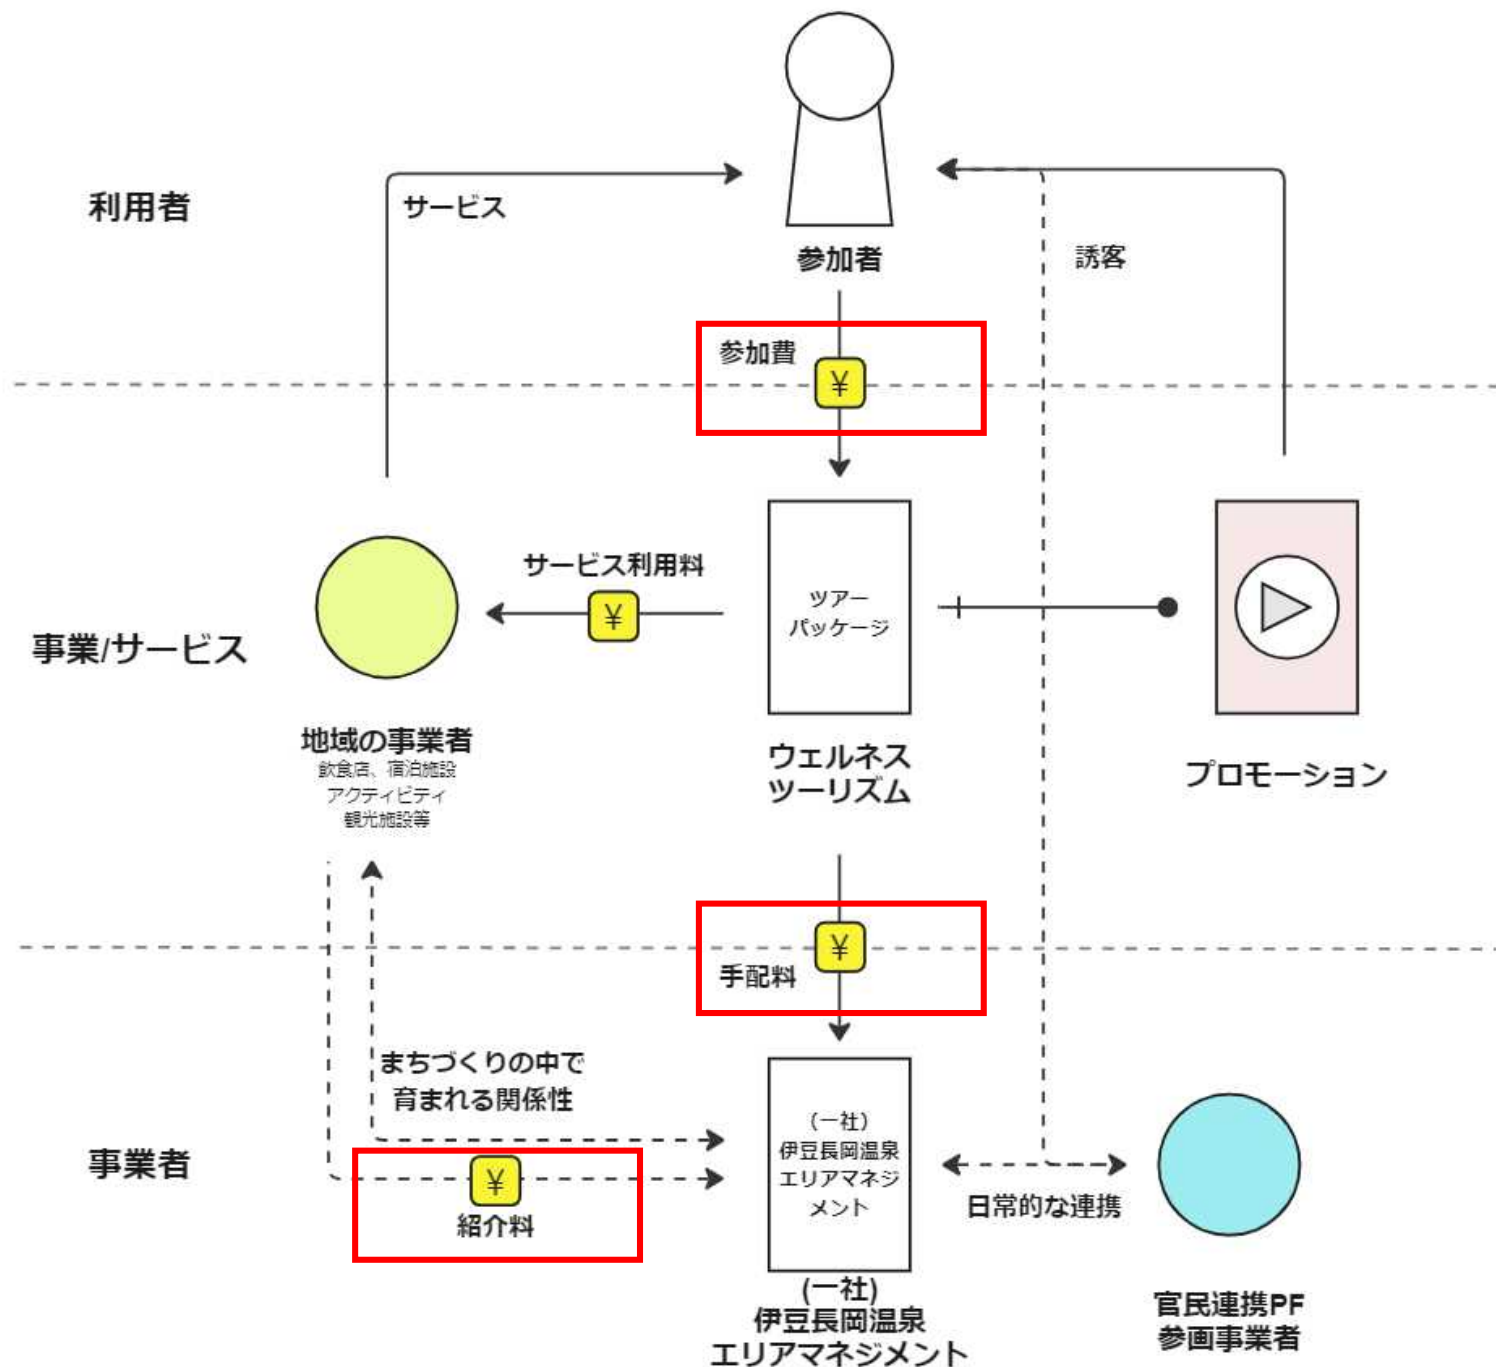 利用者
サービス
参加者
誘客
参加費
¥
事業/サービス
サービス利用料
¥
ツアー
パッケージ
地域の事業者
飲食店、宿泊施設
アクティビティ
観光施設等
ウェルネス
ツーリズム
プロモーション
¥
手配料
まちづくりの中で
育まれる関係性
事業者
¥
紹介料
(一社)
伊豆長岡温泉
エリアマネジ
メント
日常的な連携
(一社)
伊豆長岡温泉
エリアマネジメント
官民連携PF
参画事業者